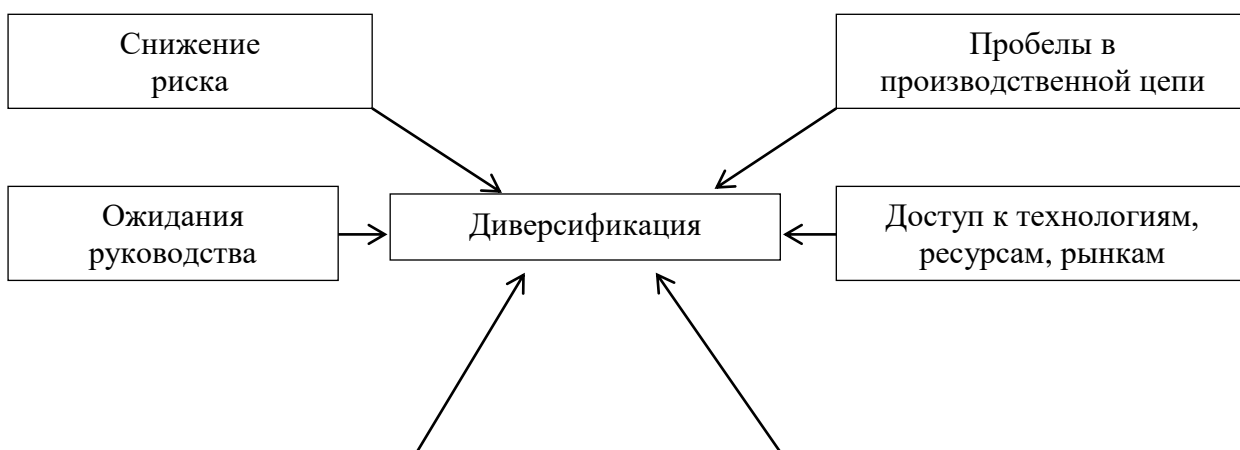 Снижение
риска
Пробелы в
производственной цепи
Ожидания
руководства
Диверсификация
Доступ к технологиям,
ресурсам, рынкам